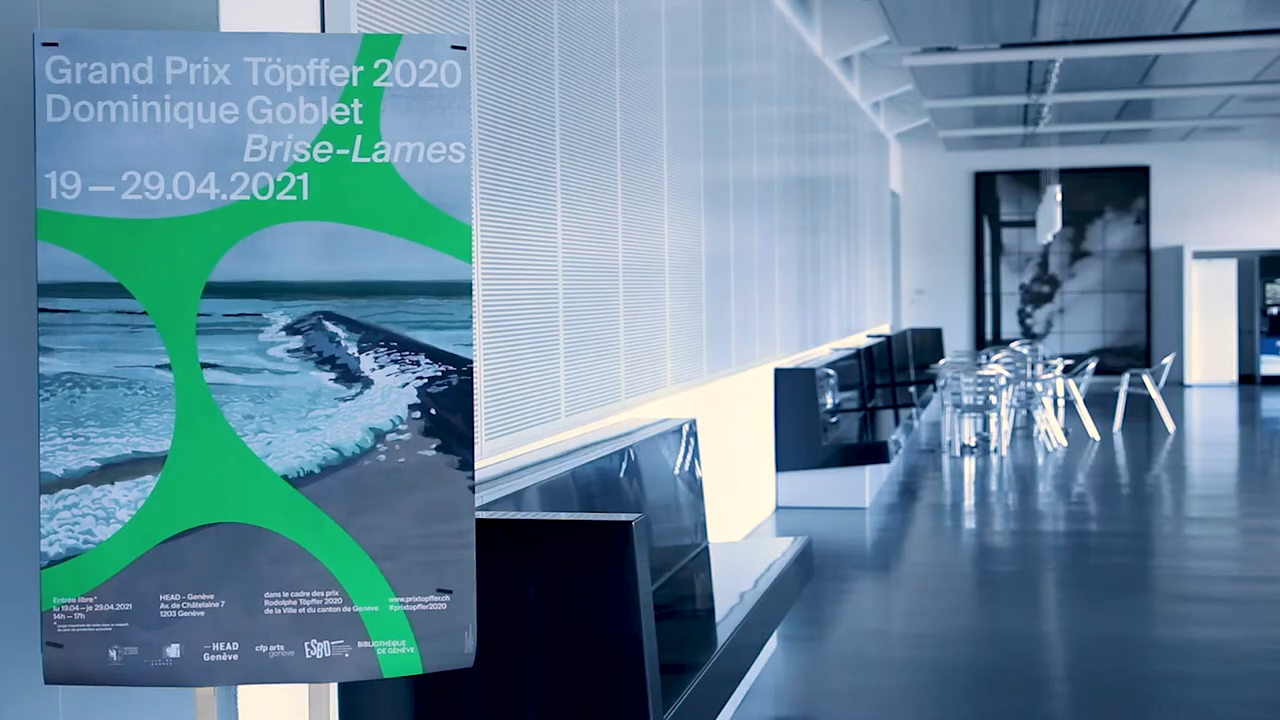 Grand Prix Töpffer 2020
Dominique Goblet
Brise-Lames
19 – 29.04.2021
Entrée libre*
lu 19.04 – je 29.04.2021
14h – 17h
HEAD – Genève
Av. de Châtelaine 7
1203 Genève
dans le cadre des prix
Rodolphe Töpffer 2020
de la Ville et du canton de Genève
www.prixtopffer.ch
#prixtopffer2020
–HEAD
Genève
cfp arts
genève
ESBD
BIBLIOTHÈQUE
DE GENÈVE